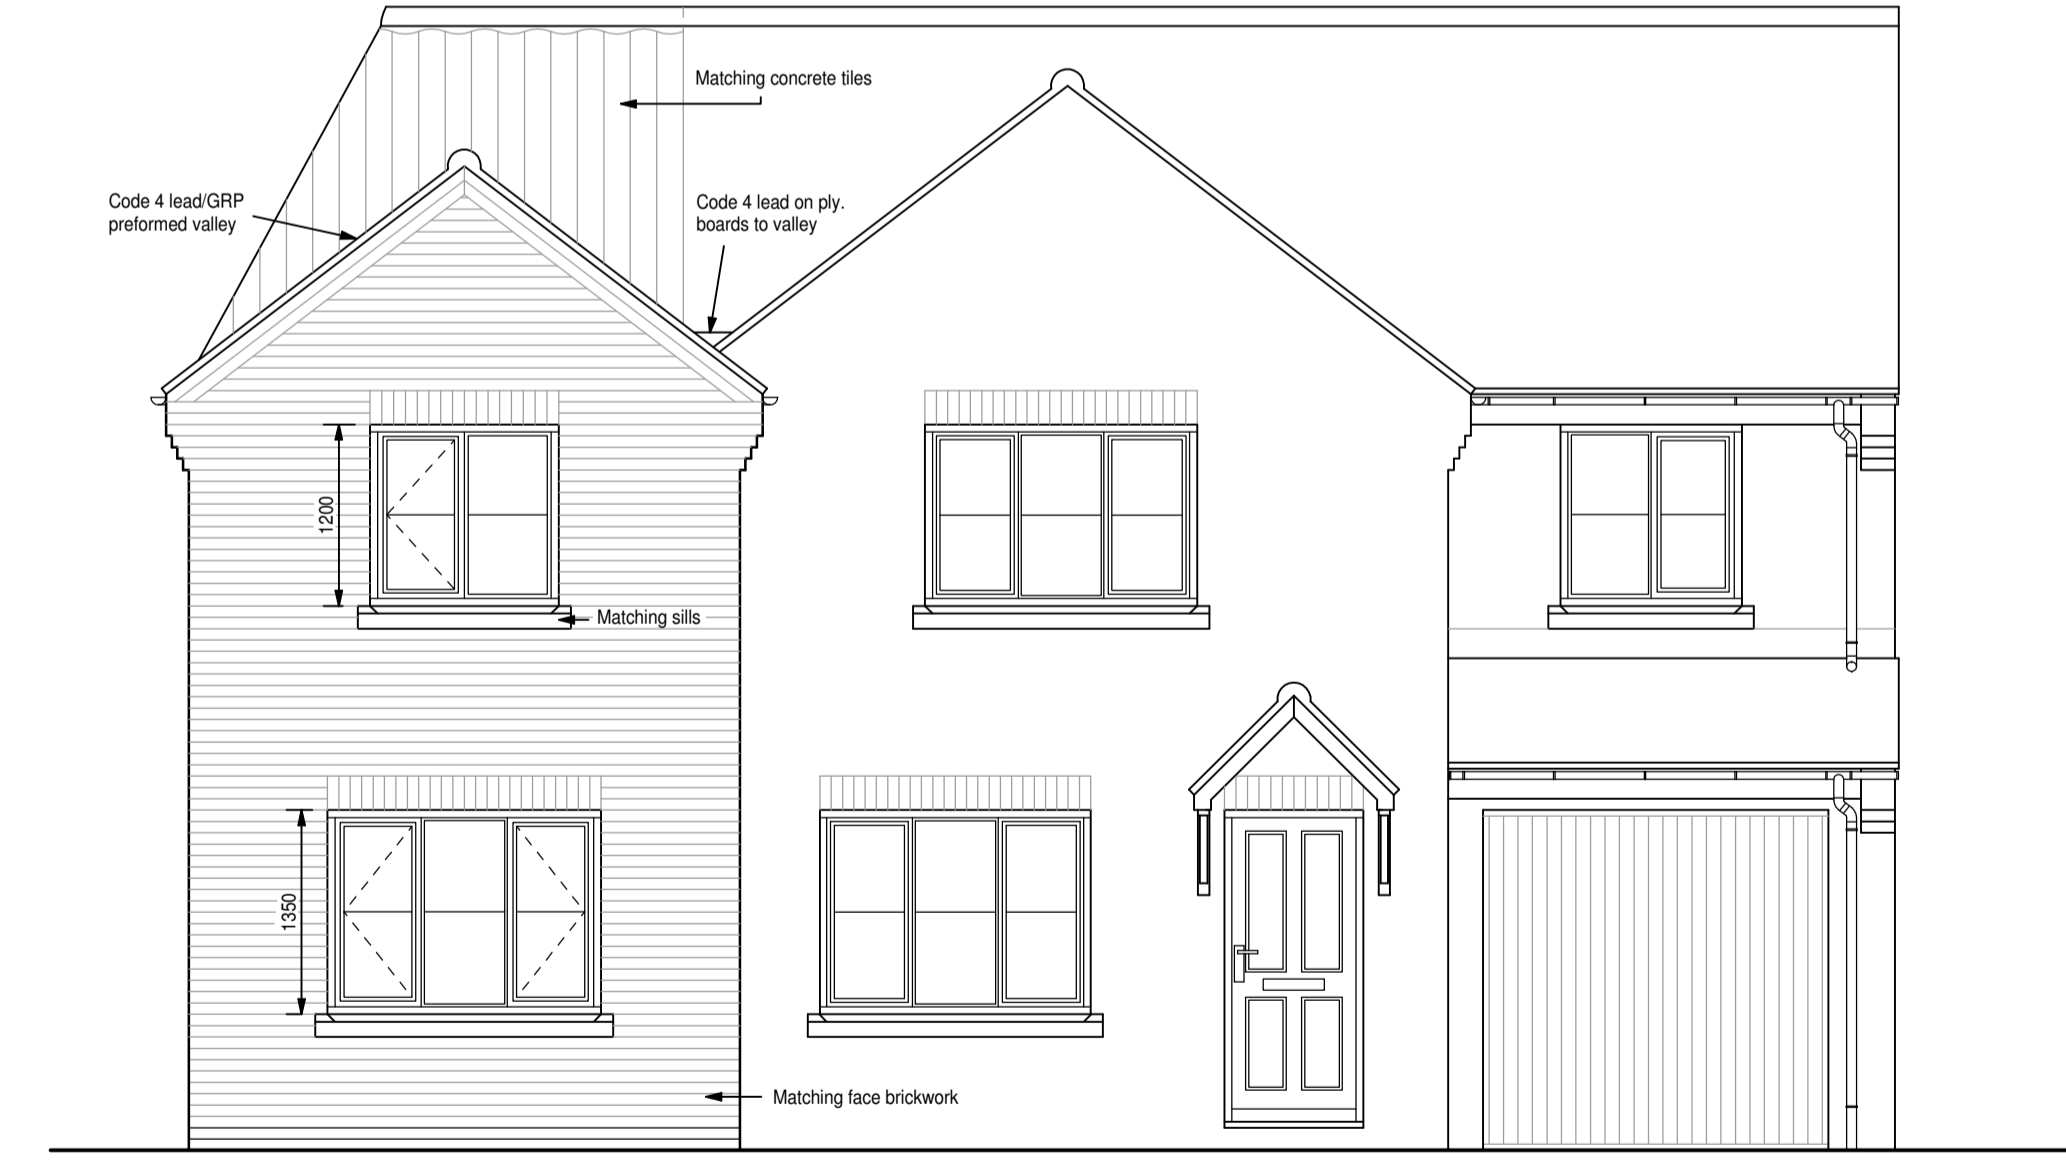 Matching concrete tiles
Code 4 lead/GRP
preformed valley
Code 4 lead on ply.
boards to valley
1200
Matching sills
1350
Matching face brickwork